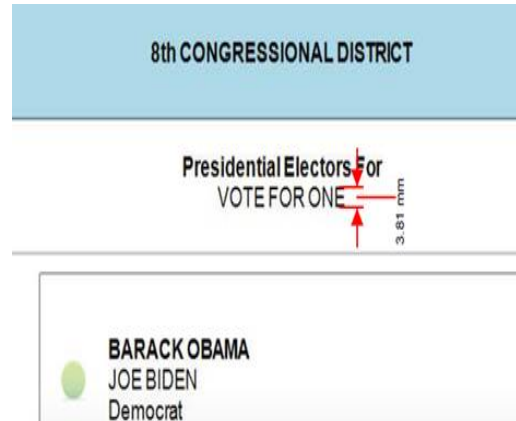 8th CONGRESSIONAL DISTRICT
Presidential Electors For
VOTE FOR ONE
3.81 mm
BARACK OBAMA
JOE BIDEN
Democrat